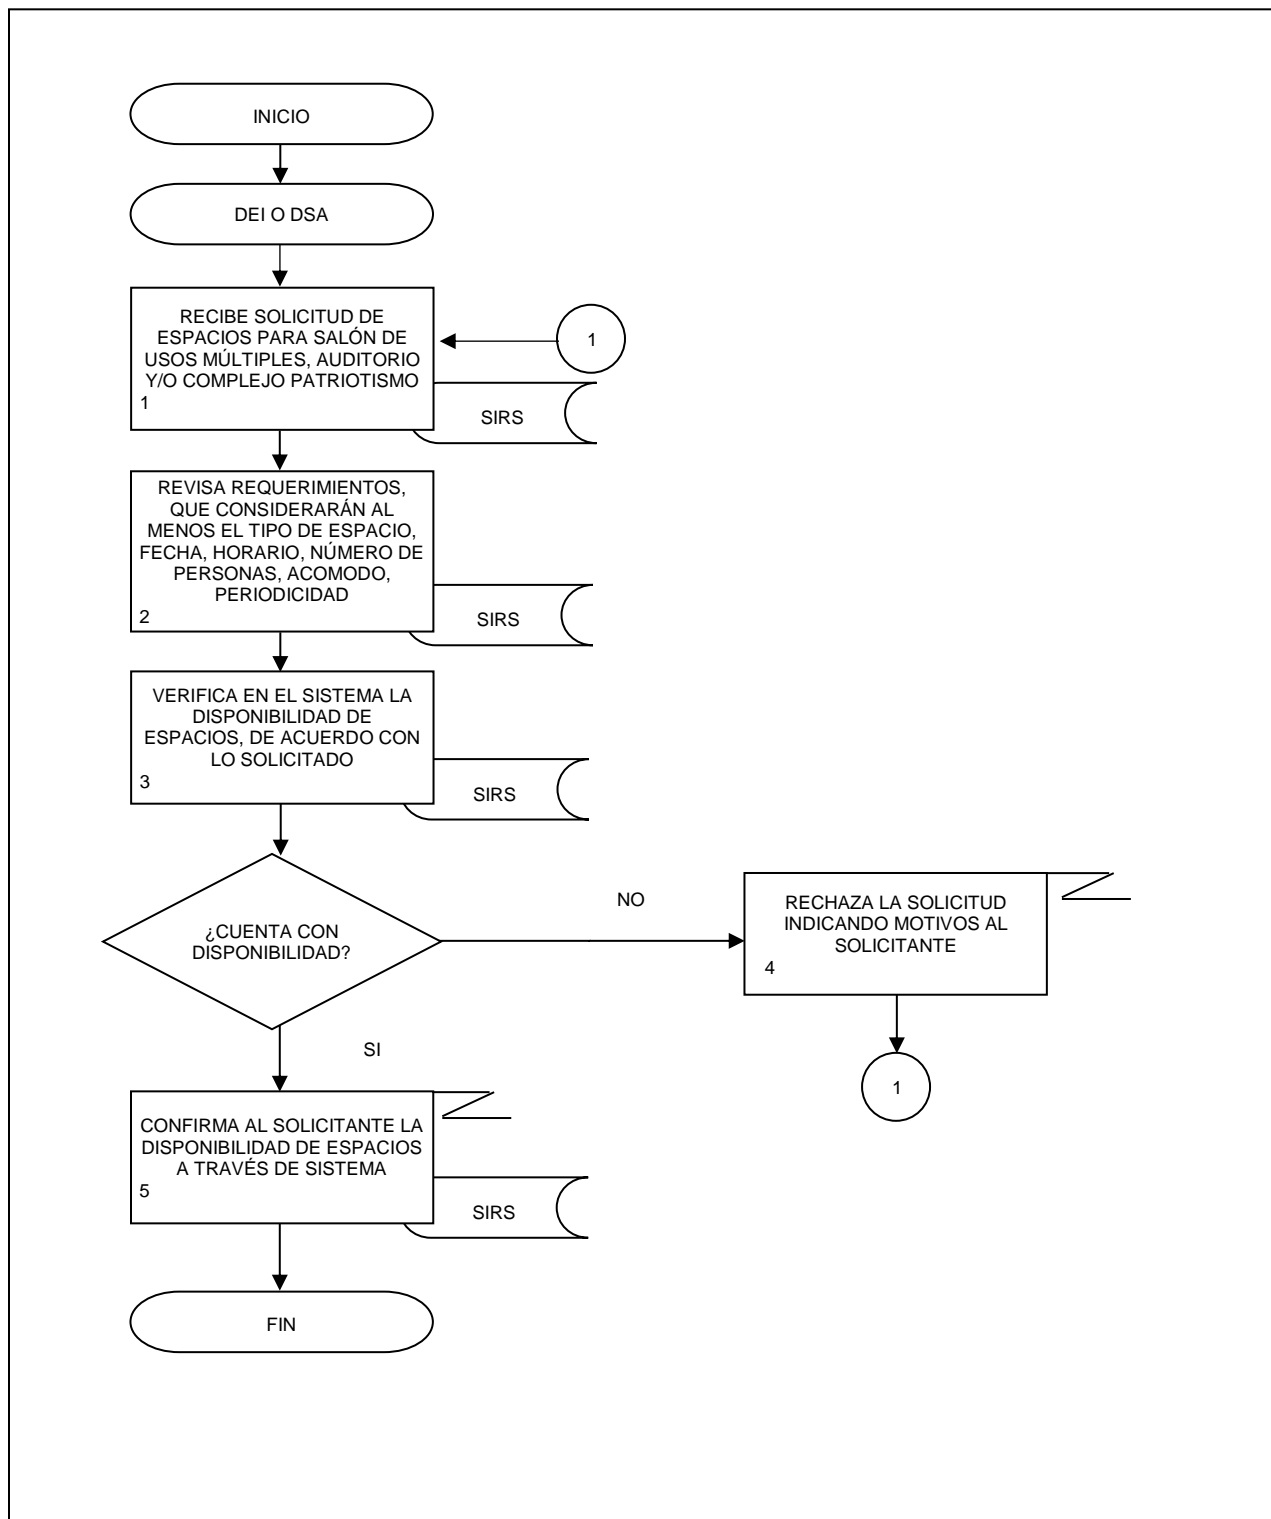 INICIO
DEI O DSA
RECIBE SOLICITUD DE
ESPACIOS PARA SALÓN DE
USOS MÚLTIPLES, AUDITORIO
Y/O COMPLEJO PATRIOTISMO
1
1
SIRS
REVISA REQUERIMIENTOS,
QUE CONSIDERARÁN AL
MENOS EL TIPO DE ESPACIO,
FECHA, HORARIO, NÚMERO DE
PERSONAS, ACOMODO,
PERIODICIDAD
2
SIRS
VERIFICA EN EL SISTEMA LA
DISPONIBILIDAD DE
ESPACIOS, DE ACUERDO CON
LO SOLICITADO
3
SIRS
¿CUENTA CON
DISPONIBILIDAD?
NO
RECHAZA LA SOLICITUD
INDICANDO MOTIVOS AL
SOLICITANTE
4
1
SI
CONFIRMA AL SOLICITANTE LA
DISPONIBILIDAD DE ESPACIOS
A TRAVÉS DE SISTEMA
5
SIRS
FIN